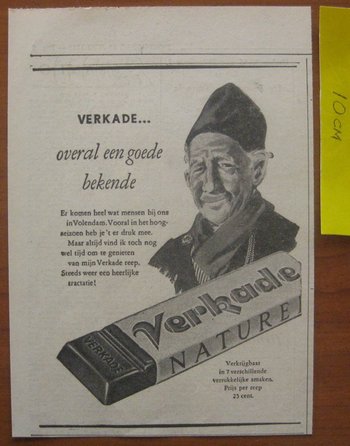 VERKADE...
overal een goede
bekende
Er komen heel wat mensen bij ons
in Volendam. Vooral in het hoog-
seizoen heb je 't er druk mee.
Maar altijd vind ik toch nog
wel tijd om te genieten
van mijn Verkade reep.
Steeds weer een heerlijke
tractatie!
Verkade
NATURE
VERKADE
Verkrijgbaar
in 7 verschillende
verrukkelijke smaken.
Prijs per reep
25 cent.
10 CM